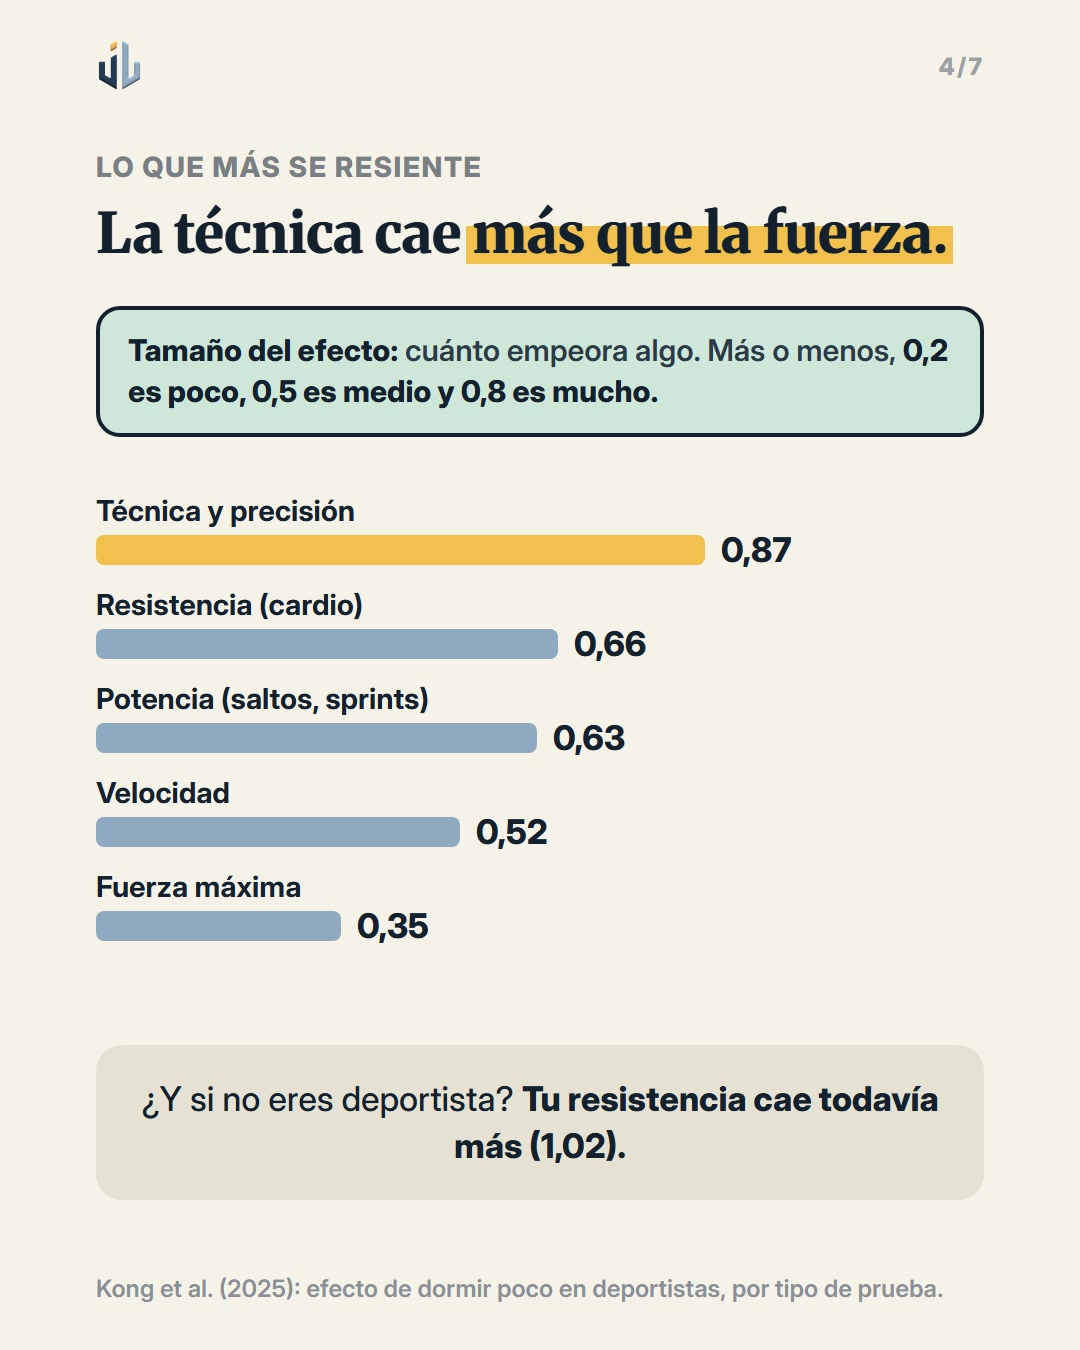 4/7
LO QUE MÁS SE RESIENTE
La técnica cae más que la fuerza.
Tamaño del efecto: cuánto empeora algo. Más o menos, 0,2
es poco, 0,5 es medio y 0,8 es mucho.
Técnica y precisión
0,87
Resistencia (cardio)
0,66
Potencia (saltos, sprints)
0,63
Velocidad
0,52
Fuerza máxima
0,35
¿Y si no eres deportista? Tu resistencia cae todavía
más (1,02).
Kong et al. (2025): efecto de dormir poco en deportistas, por tipo de prueba.